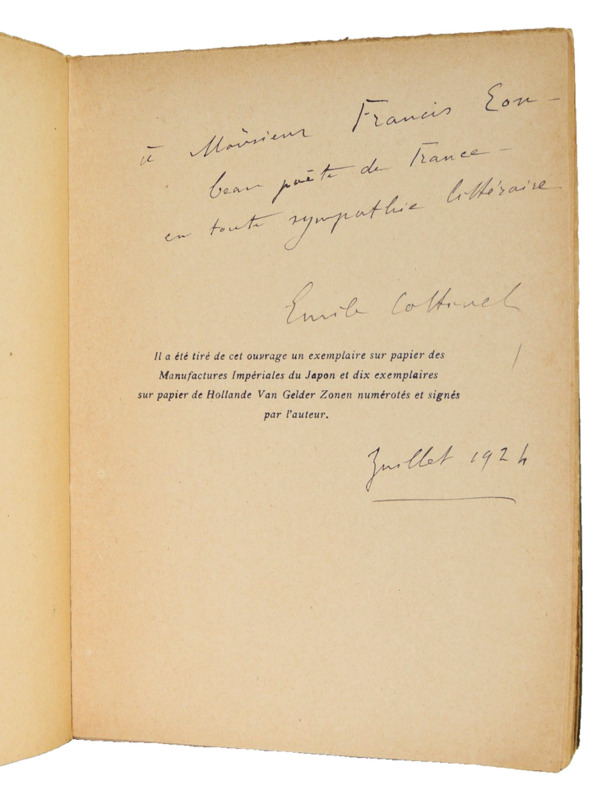 à Monsieur Francis Eon -
beau poète de France -
en toute sympathie littéraire
Emile
Il a été tiré de cet ouvrage un exemplaire sur papier des
Manufactures Impériales du Japon et dix exemplaires
sur papier de Hollande Van Gelder Zonen numérotés et signés
par l'auteur.
Juillet 1924